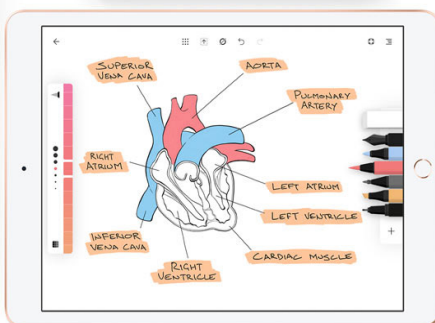 SUPERIOR
VENA CAVA
AORTA
PULMONARY
ARTERY
RIGHT
ATRIUM
LEFT ATRIUM
LEFT VENTRICLE
INFERIOR
VENA CAVA
CARDIAC MUSCLE
RIGHT
VENTRICLE